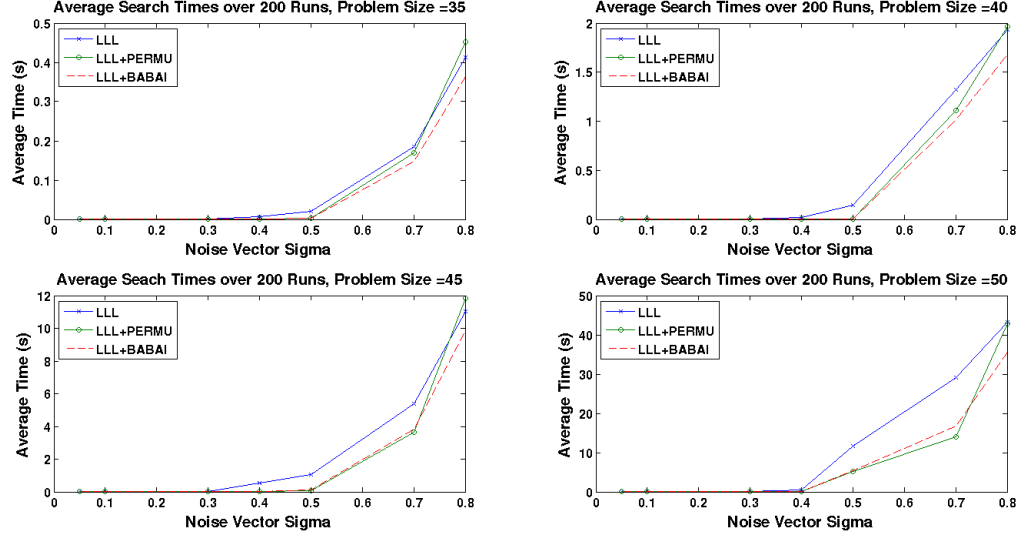 Average Search Times over 200 Runs, Problem Size =35
0.5
0.4
0.3
0.2
0.1
0
Average Time (s)
LLL
LLL+PERMU
LLL+BABAI
0 0.1 0.2 0.3 0.4 0.5 0.6 0.7 0.8
Noise Vector Sigma
Average Search Times over 200 Runs, Problem Size =40
2
1.5
1
0.5
0
Average Time (s)
LLL
LLL+PERMU
LLL+BABAI
0 0.1 0.2 0.3 0.4 0.5 0.6 0.7 0.8
Noise Vector Sigma
Average Seach Times over 200 Runs, Problem Size =45
12
10
8
6
4
2
0
Average Time (s)
LLL
LLL+PERMU
LLL+BABAI
0 0.1 0.2 0.3 0.4 0.5 0.6 0.7 0.8
Noise Vector Sigma
Average Search Times over 200 Runs, Problem Size =50
50
40
30
20
10
0
Average Time (s)
LLL
LLL+PERMU
LLL+BABAI
0 0.1 0.2 0.3 0.4 0.5 0.6 0.7 0.8
Noise Vector Sigma